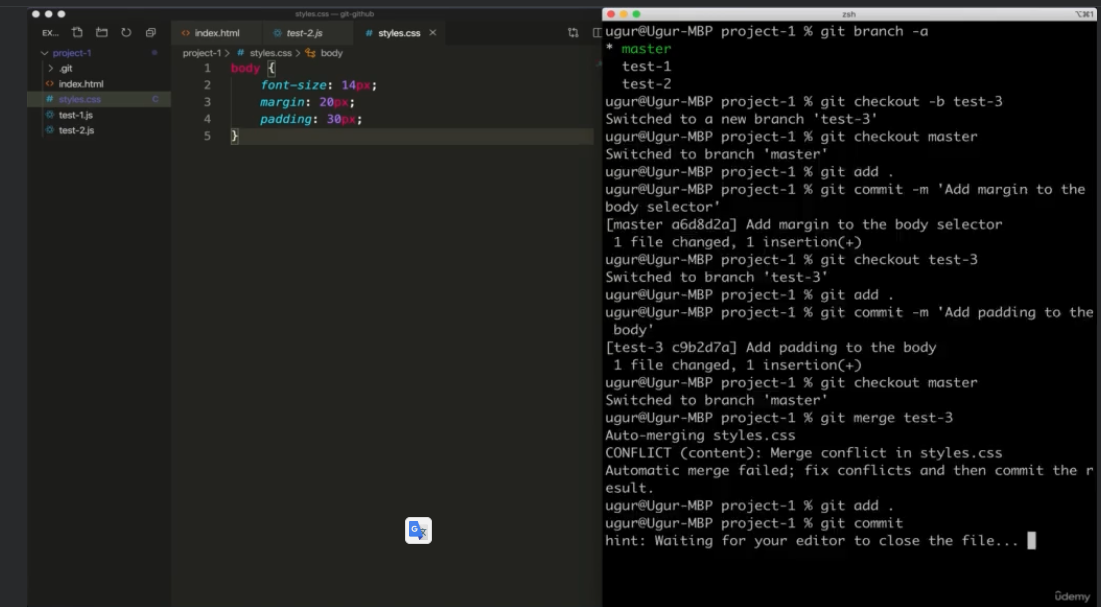 styles.css — git-github
EX...
index.html
test-2.js
styles.css
project-1
project-1 > # styles.css > body
.git
index.html
# styles.css C
test-1.js
test-2.js
1 body {
2 font-size: 14px;
3 margin: 20px;
4 padding: 30px;
5 }
zsh
⌥⌘1
ugur@Ugur-MBP project-1 % git branch -a
* master
test-1
test-2
ugur@Ugur-MBP project-1 % git checkout -b test-3
Switched to a new branch 'test-3'
ugur@Ugur-MBP project-1 % git checkout master
Switched to branch 'master'
ugur@Ugur-MBP project-1 % git add .
ugur@Ugur-MBP project-1 % git commit -m 'Add margin to the
body selector'
[master a6d8d2a] Add margin to the body selector
1 file changed, 1 insertion(+)
ugur@Ugur-MBP project-1 % git checkout test-3
Switched to branch 'test-3'
ugur@Ugur-MBP project-1 % git add .
ugur@Ugur-MBP project-1 % git commit -m 'Add padding to the
body'
[test-3 c9b2d7a] Add padding to the body
1 file changed, 1 insertion(+)
ugur@Ugur-MBP project-1 % git checkout master
Switched to branch 'master'
ugur@Ugur-MBP project-1 % git merge test-3
Auto-merging styles.css
CONFLICT (content): Merge conflict in styles.css
Automatic merge failed; fix conflicts and then commit the r
esult.
ugur@Ugur-MBP project-1 % git add .
ugur@Ugur-MBP project-1 % git commit
hint: Waiting for your editor to close the file...
G
ûdemy